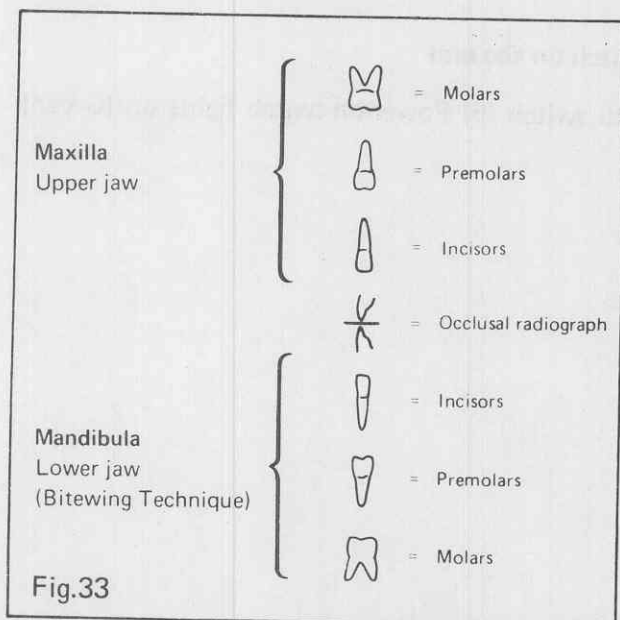 Maxilla
Upper jaw
= Molars
= Premolars
= Incisors
= Occlusal radiograph
Mandibula
Lower jaw
(Bitewing Technique)
= Incisors
= Premolars
= Molars
Fig.33